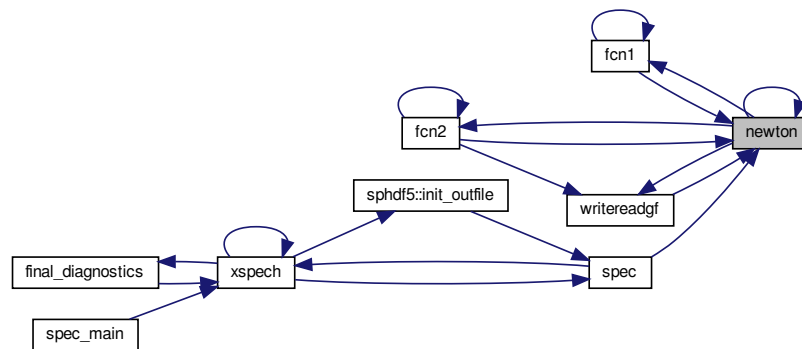 fcn1
fcn2
newton
sphdf5::init_outfile
writereadgf
final_diagnostics
xspech
spec
spec_main